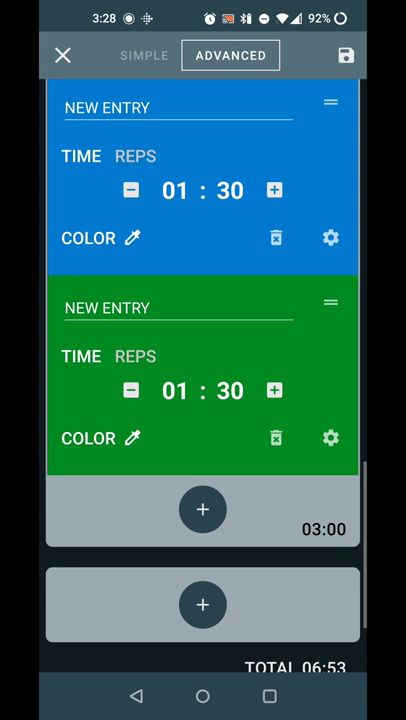 3:28 92%
SIMPLE ADVANCED
NEW ENTRY
TIME REPS
01 : 30
COLOR
NEW ENTRY
TIME REPS
01 : 30
COLOR
03:00
TOTAL 06:53